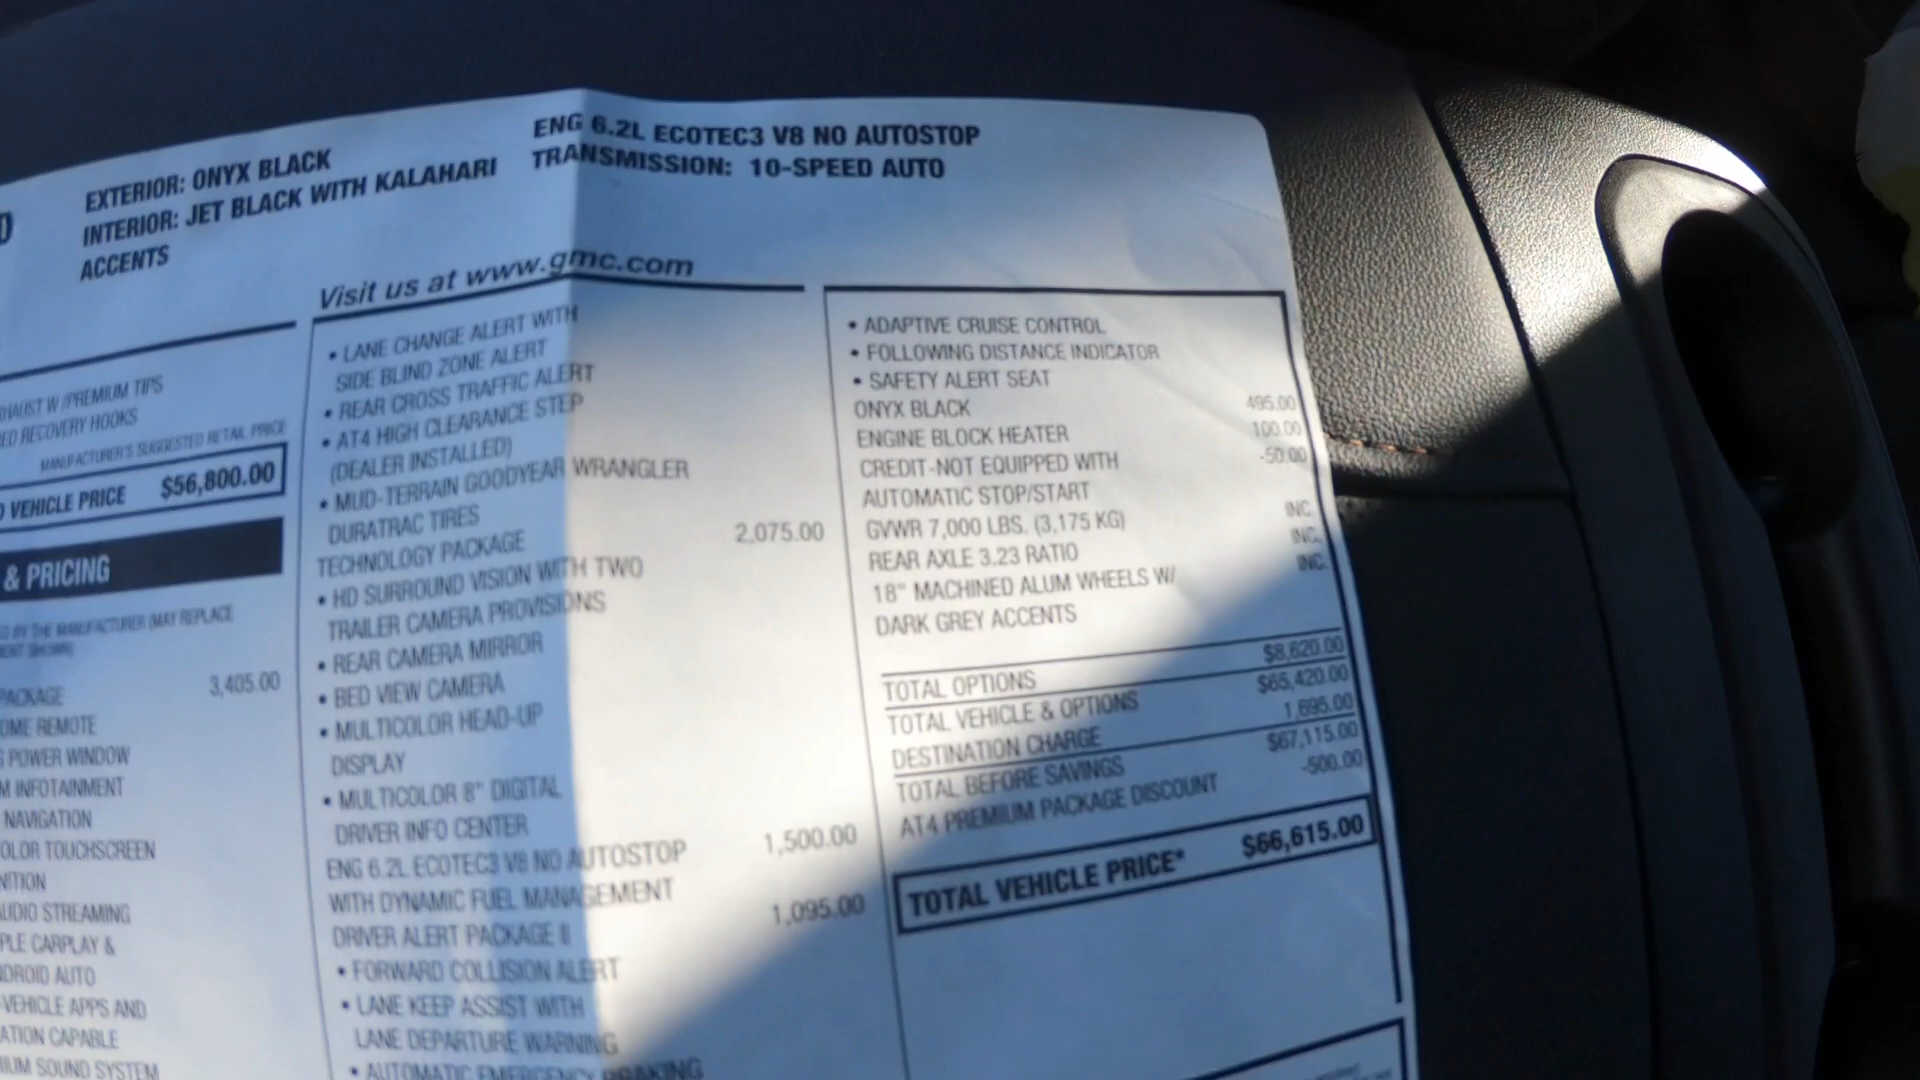 EXTERIOR: ONYX BLACK
INTERIOR: JET BLACK WITH KALAHARI
ACCENTS
ENG 6.2L ECOTEC3 V8 NO AUTOSTOP
TRANSMISSION: 10-SPEED AUTO
Visit us at www.gmc.com
W/PREMIUM TIPS
RECOVERY HOOKS
MANUFACTURER'S SUGGESTED RETAIL PRICE
VEHICLE PRICE $56,800.00
& PRICING
BY THE MANUFACTURER (MAY REPLACE
PACKAGE 3,405.00
REMOTE
POWER WINDOW
INFOTAINMENT
NAVIGATION
TOUCHSCREEN
STREAMING
CARPLAY &
AUTO
-VEHICLE APPS AND
CAPABLE
SOUND SYSTEM
• LANE CHANGE ALERT WITH
SIDE BLIND ZONE ALERT
• REAR CROSS TRAFFIC ALERT
• AT4 HIGH CLEARANCE STEP
(DEALER INSTALLED)
• MUD-TERRAIN GOODYEAR WRANGLER
DURATRAC TIRES
TECHNOLOGY PACKAGE 2,075.00
• HD SURROUND VISION WITH TWO
TRAILER CAMERA PROVISIONS
• REAR CAMERA MIRROR
• BED VIEW CAMERA
• MULTICOLOR HEAD-UP
DISPLAY
• MULTICOLOR 8" DIGITAL
DRIVER INFO CENTER
ENG 6.2L ECOTEC3 V8 NO AUTOSTOP 1,500.00
WITH DYNAMIC FUEL MANAGEMENT
DRIVER ALERT PACKAGE II 1,095.00
• FORWARD COLLISION ALERT
• LANE KEEP ASSIST WITH
LANE DEPARTURE WARNING
• AUTOMATIC EMERGENCY BRAKING
• ADAPTIVE CRUISE CONTROL
• FOLLOWING DISTANCE INDICATOR
• SAFETY ALERT SEAT
ONYX BLACK 495.00
ENGINE BLOCK HEATER 100.00
CREDIT-NOT EQUIPPED WITH -50.00
AUTOMATIC STOP/START
GVWR 7,000 LBS. (3,175 KG) INC.
REAR AXLE 3.23 RATIO INC.
18" MACHINED ALUM WHEELS W/ INC.
DARK GREY ACCENTS
TOTAL OPTIONS $8,620.00
TOTAL VEHICLE & OPTIONS $65,420.00
DESTINATION CHARGE 1,695.00
TOTAL BEFORE SAVINGS $67,115.00
AT4 PREMIUM PACKAGE DISCOUNT -500.00
TOTAL VEHICLE PRICE* $66,615.00